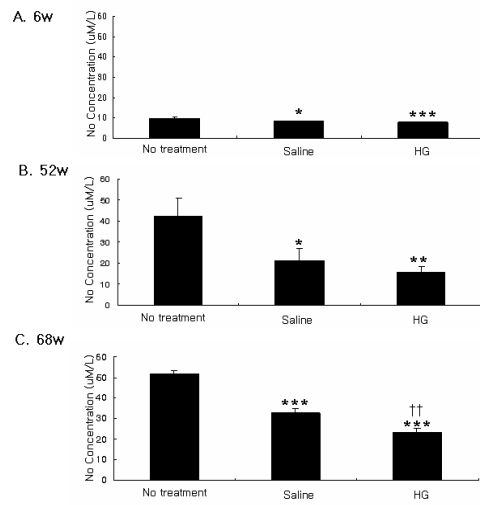 A. 6w
No Concentration (uM/L)
60
50
40
30
20
10
0
* ***
No treatment Saline HG
B. 52w
No Concentration (uM/L)
60
50
40
30
20
10
0
* **
No treatment Saline HG
C. 68w
No Concentration (uM/L)
60
50
40
30
20
10
0
††
*** ***
No treatment Saline HG